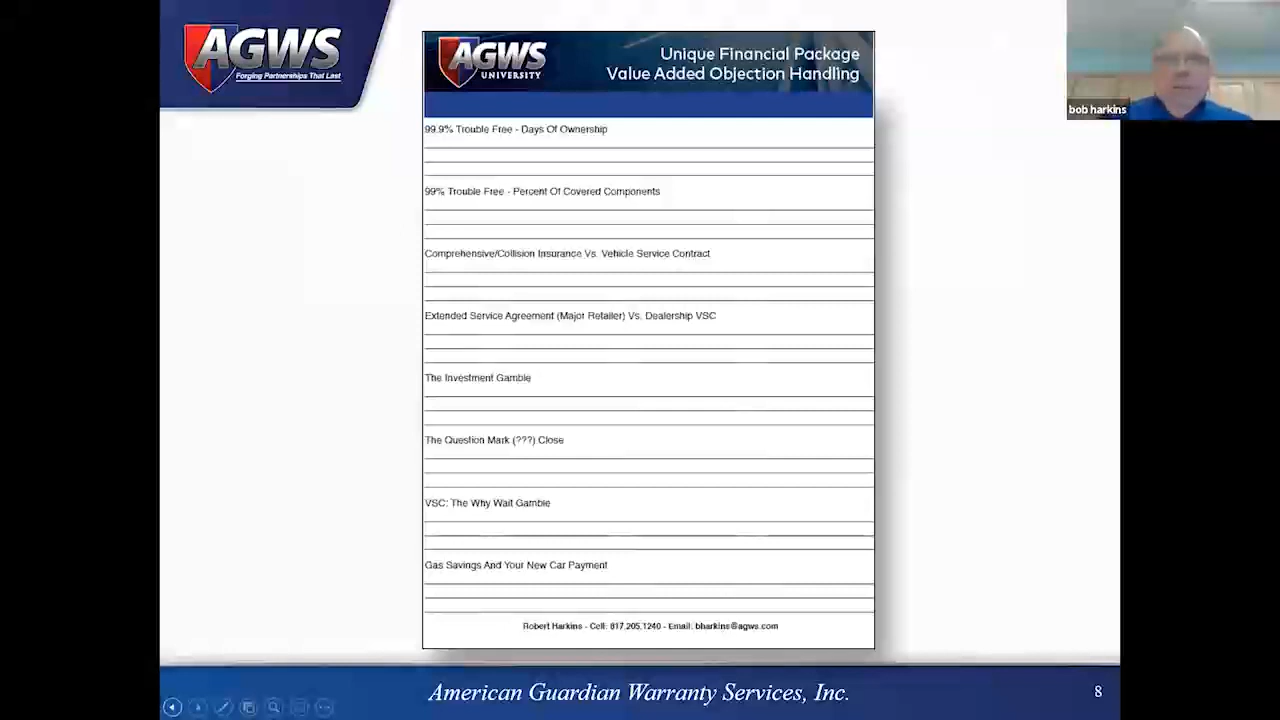 AGWS
Forging Partnerships That Last
AGWS
UNIVERSITY
Unique Financial Package
Value Added Objection Handling
bob harkins
99.9% Trouble Free - Days Of Ownership
99% Trouble Free - Percent Of Covered Components
Comprehensive/Collision Insurance Vs. Vehicle Service Contract
Extended Service Agreement (Major Retailer) Vs. Dealership VSC
The Investment Gamble
The Question Mark (???) Close
VSC: The Why Wait Gamble
Gas Savings And Your New Car Payment
Robert Harkins - Cell: 817.205.1240 - Email: bharkins@agws.com
American Guardian Warranty Services, Inc.
8